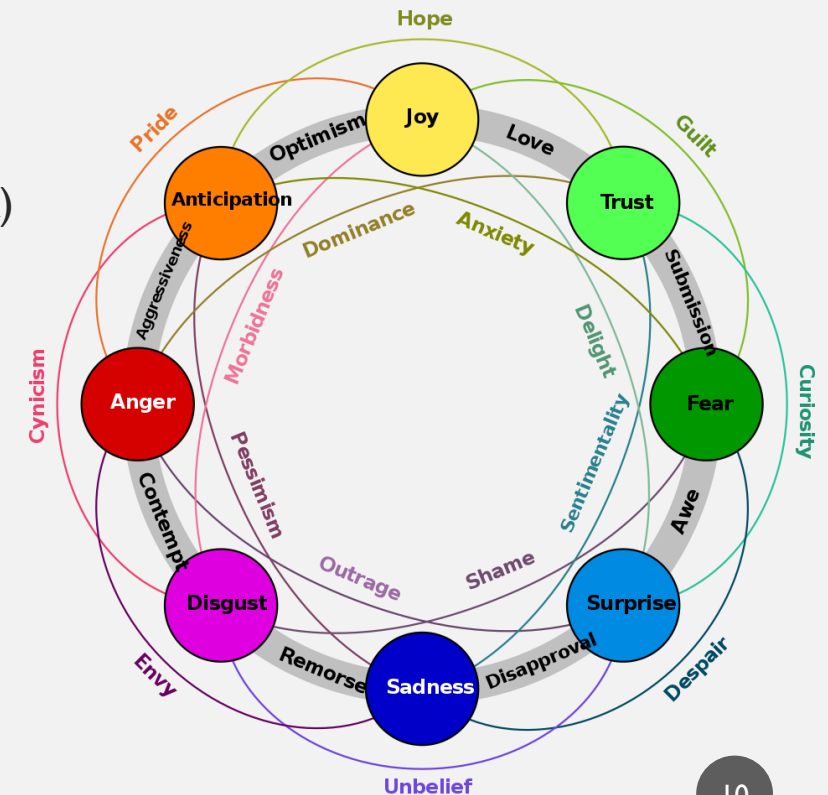 Hope
Pride
Guilt
Joy
Optimism
Love
)
Anticipation
Trust
Dominance
Anxiety
Aggressiveness
Submission
Morbidness
Delight
Cynicism
Anger
Fear
Curiosity
Pessimism
Sentimentality
Contempt
Awe
Outrage
Shame
Disgust
Surprise
Envy
Remorse
Sadness
Disapproval
Despair
Unbelief